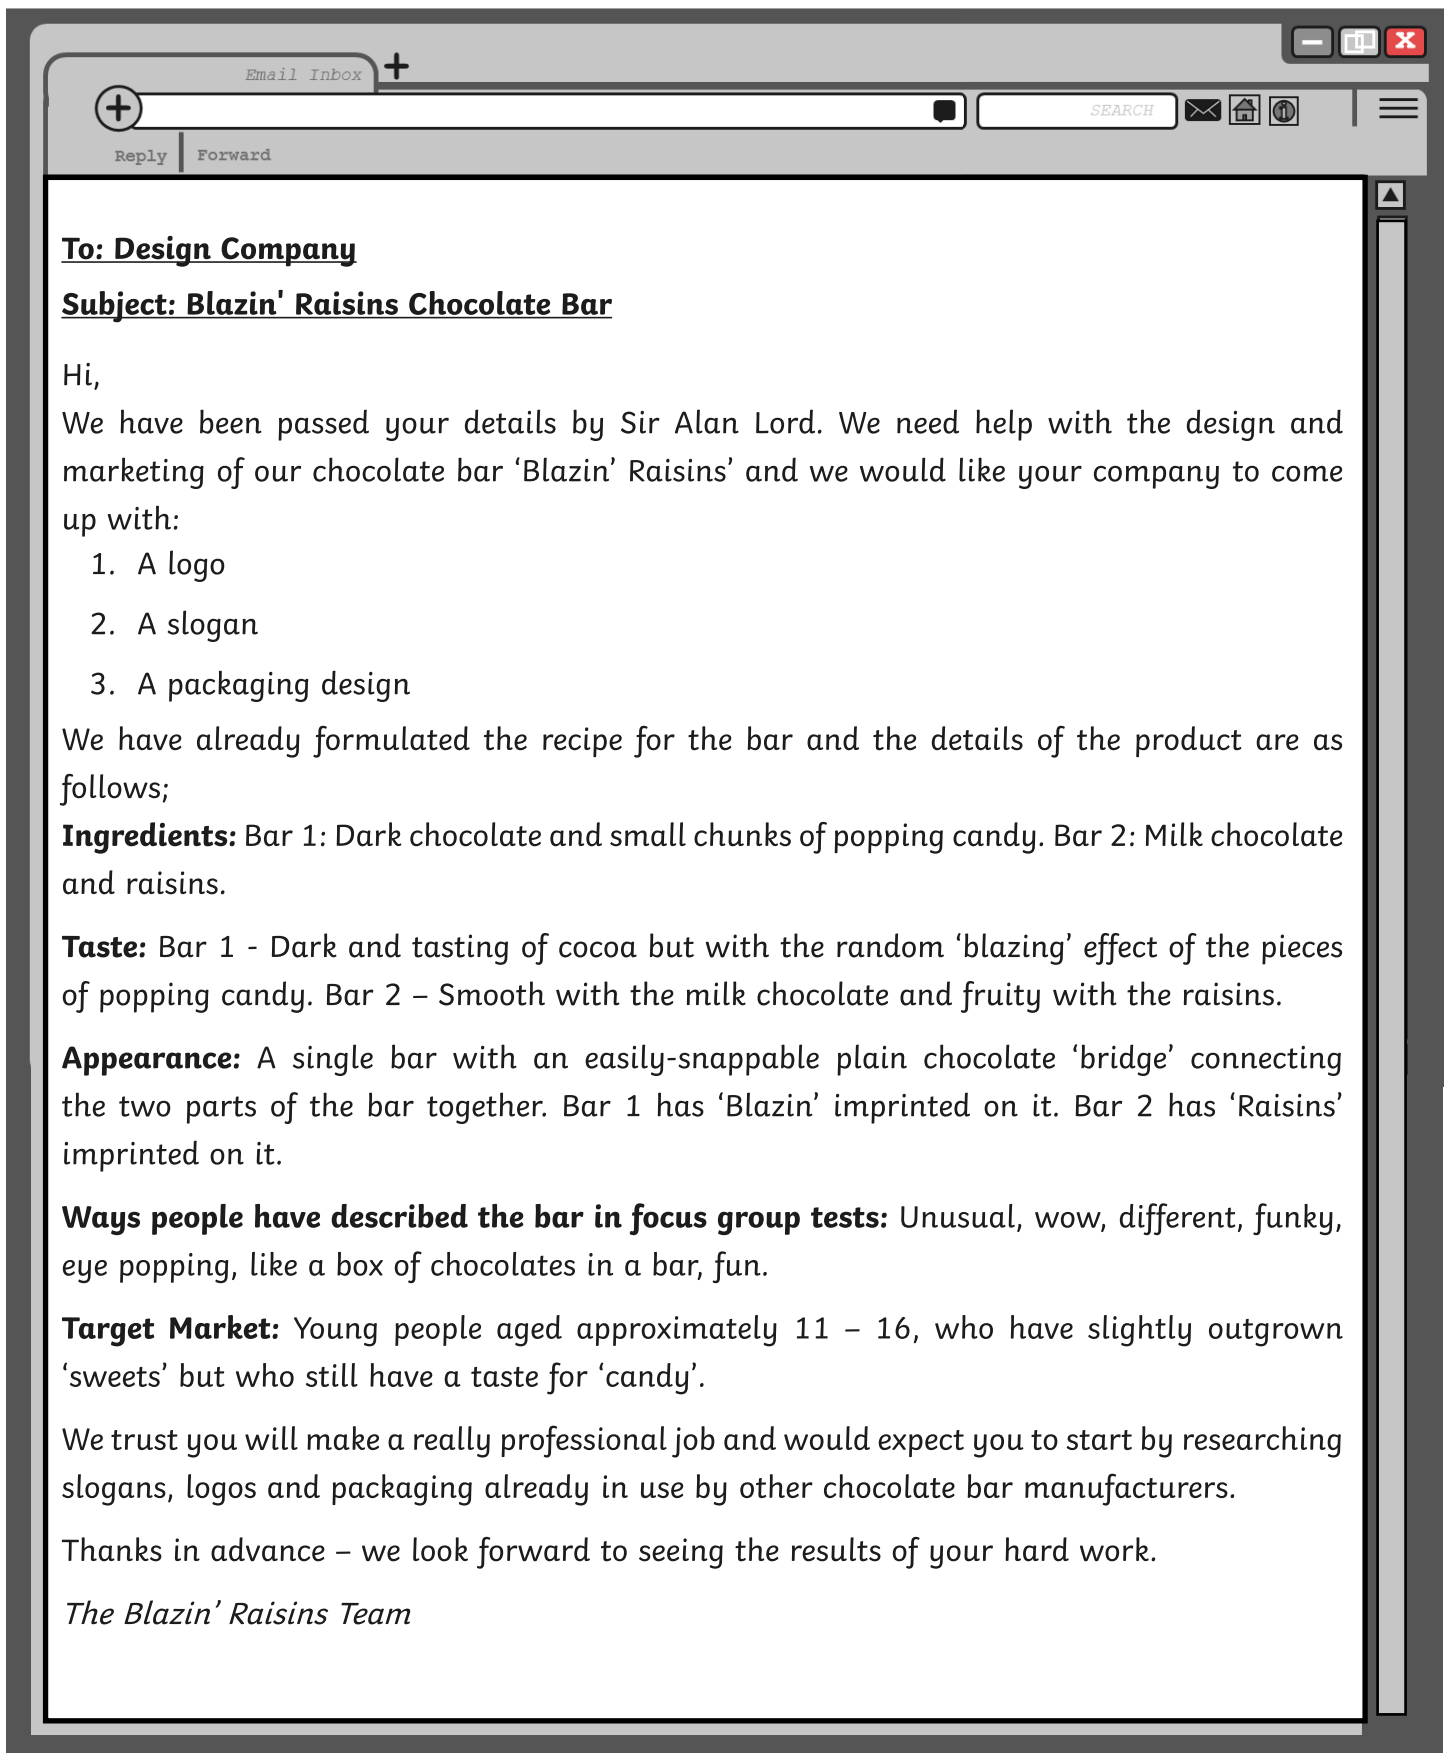 Email Inbox
SEARCH
Reply
Forward
To: Design Company
Subject: Blazin' Raisins Chocolate Bar
Hi,
We have been passed your details by Sir Alan Lord. We need help with the design and
marketing of our chocolate bar ‘Blazin’ Raisins’ and we would like your company to come
up with:
1. A logo
2. A slogan
3. A packaging design
We have already formulated the recipe for the bar and the details of the product are as
follows;
Ingredients: Bar 1: Dark chocolate and small chunks of popping candy. Bar 2: Milk chocolate
and raisins.
Taste: Bar 1 - Dark and tasting of cocoa but with the random ‘blazing’ effect of the pieces
of popping candy. Bar 2 – Smooth with the milk chocolate and fruity with the raisins.
Appearance: A single bar with an easily-snappable plain chocolate ‘bridge’ connecting
the two parts of the bar together. Bar 1 has ‘Blazin’ imprinted on it. Bar 2 has ‘Raisins’
imprinted on it.
Ways people have described the bar in focus group tests: Unusual, wow, different, funky,
eye popping, like a box of chocolates in a bar, fun.
Target Market: Young people aged approximately 11 – 16, who have slightly outgrown
‘sweets’ but who still have a taste for ‘candy’.
We trust you will make a really professional job and would expect you to start by researching
slogans, logos and packaging already in use by other chocolate bar manufacturers.
Thanks in advance – we look forward to seeing the results of your hard work.
The Blazin’ Raisins Team